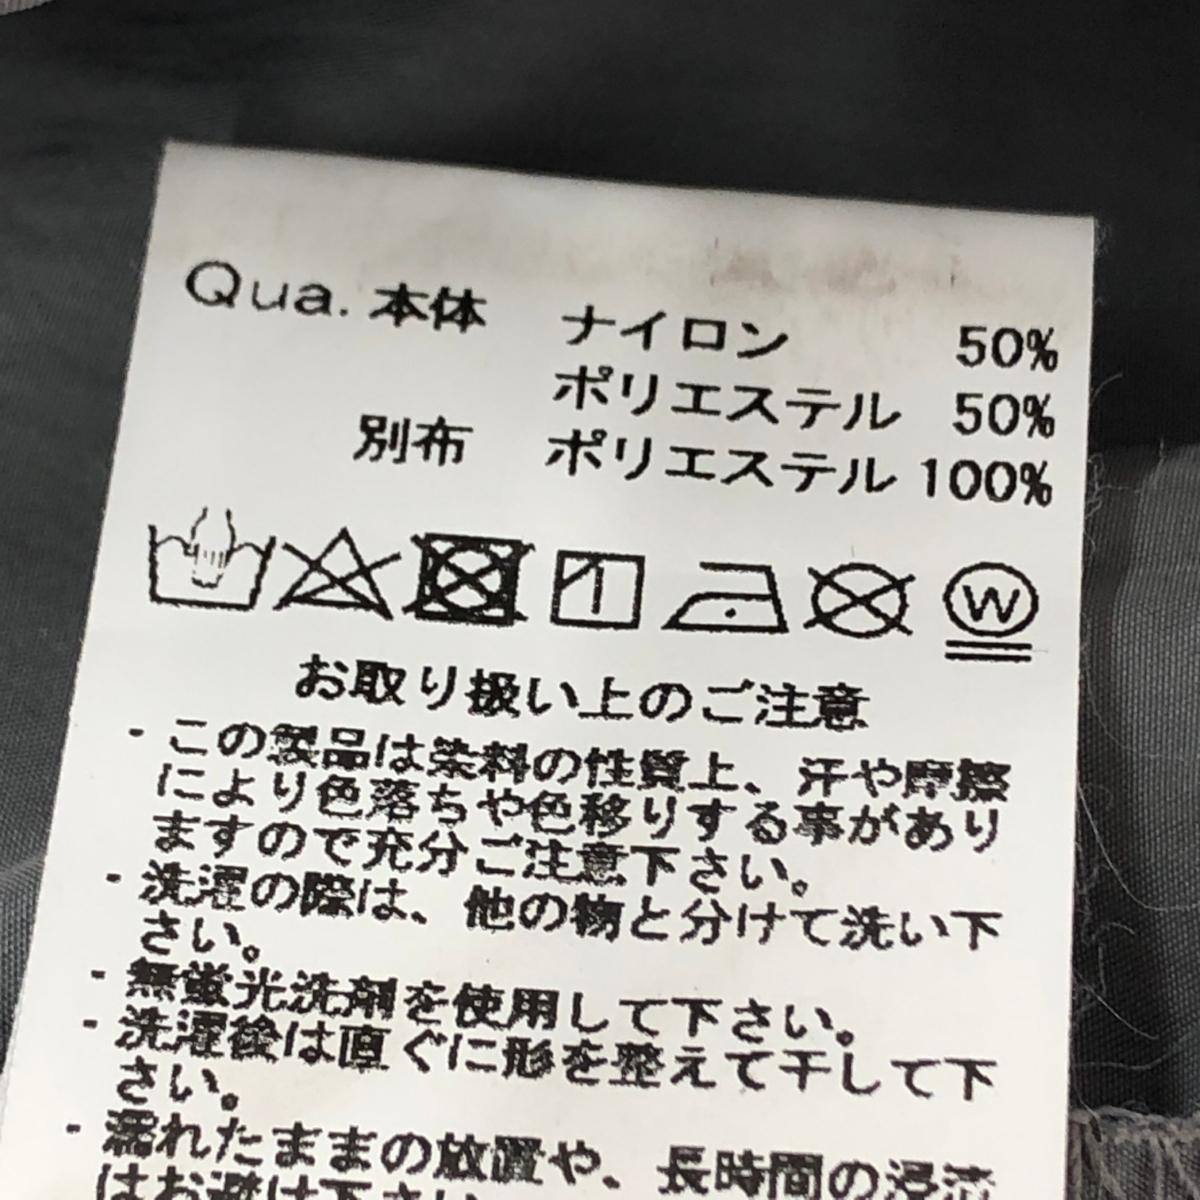 Qua. 本体 ナイロン 50%
ポリエステル 50%
別布 ポリエステル 100%
W
お取り扱い上のご注意
・この製品は染料の性質上、汗や摩擦
により色落ちや色移りする事があり
ますので充分ご注意下さい。
・洗濯の際は、他の物と分けて洗い下
さい。
・無蛍光洗剤を使用して下さい。
・洗濯後は直ぐに形を整えて干して下
さい。
・濡れたままの放置や、長時間の浸漬
はお避け下さい。